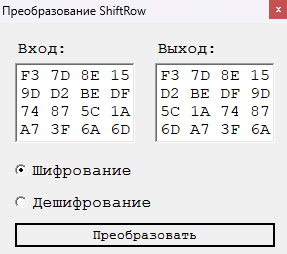 Преобразование ShiftRow
x
Вход: Выход:
F3 7D 8E 15 F3 7D 8E 15
9D D2 BE DF D2 BE DF 9D
74 87 5C 1A 5C 1A 74 87
A7 3F 6A 6D 6D A7 3F 6A
Шифрование
Дешифрование
Преобразовать